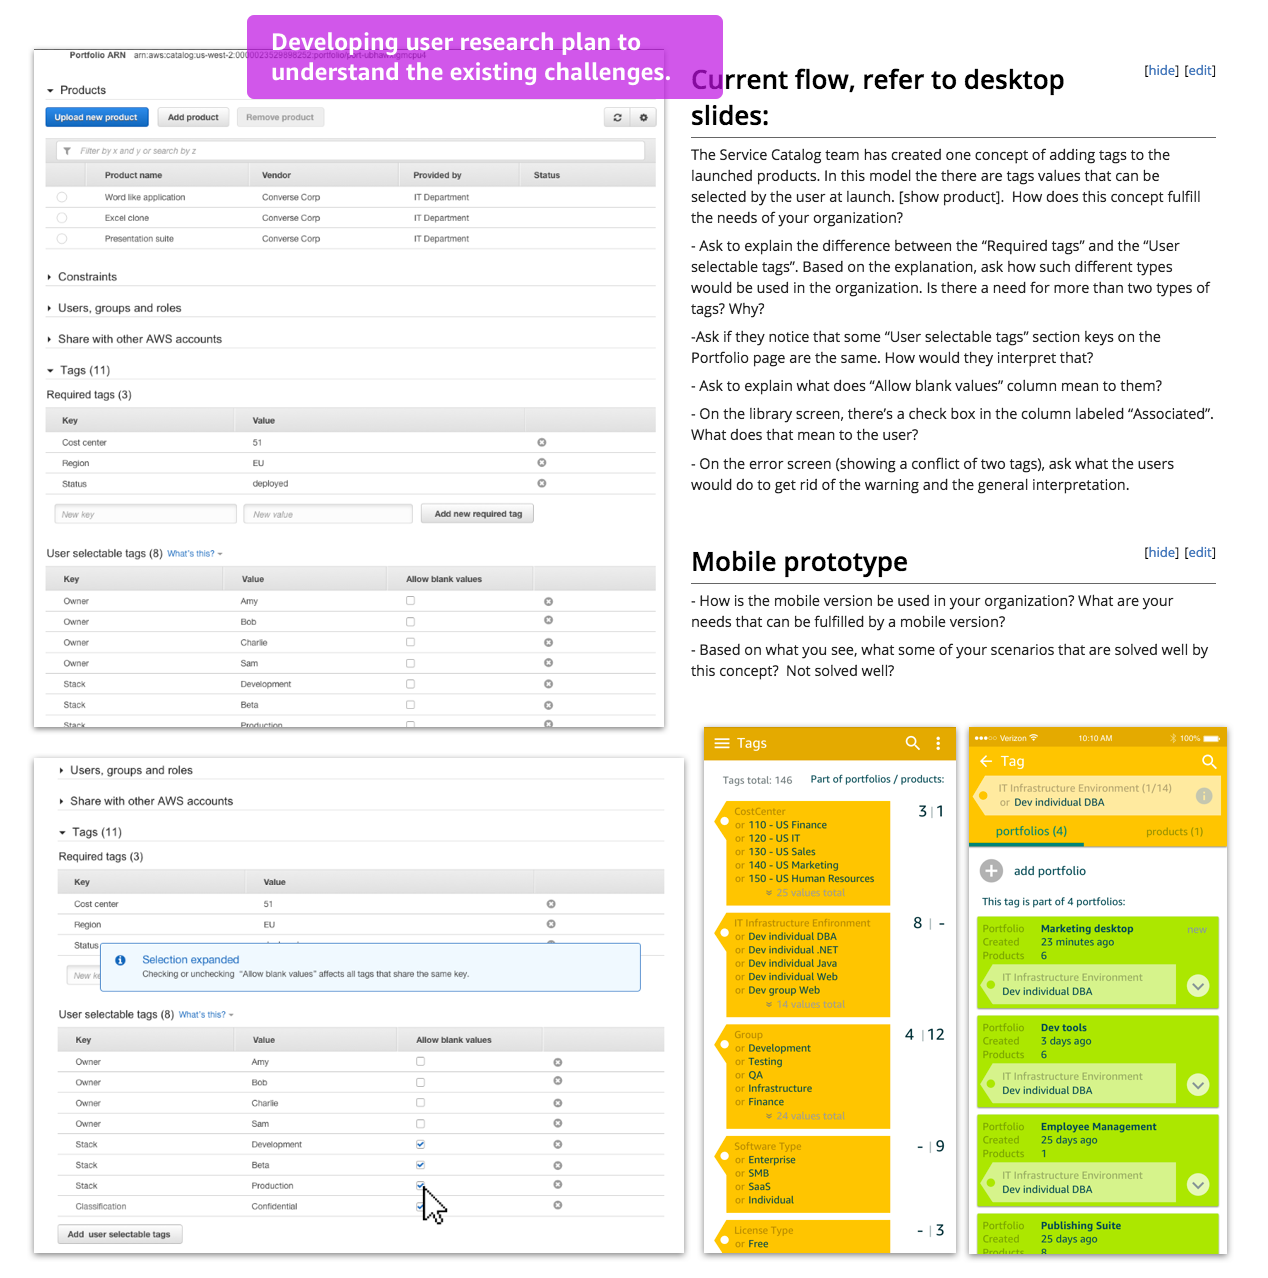 Developing user research plan to
understand the existing challenges.
Portfolio ARN
Products
Upload new product Add product Remove product
Filter by x and y or search by z
Product name Vendor Provided by Status
Word like application Converse Corp IT Department
Excel clone Converse Corp IT Department
Presentation suite Converse Corp IT Department
Constraints
Users, groups and roles
Share with other AWS accounts
Tags (11)
Required tags (3)
Key Value
Cost center 51
Region EU
Status deployed
New key New value Add new required tag
User selectable tags (8) What's this?
Key Value Allow blank values
Owner Amy
Owner Bob
Owner Charlie
Owner Sam
Stack Development
Stack Beta
Stack Production
Current flow, refer to desktop
slides:
[hide] [edit]
The Service Catalog team has created one concept of adding tags to the
launched products. In this model the there are tags values that can be
selected by the user at launch. [show product].  How does this concept fulfill
the needs of your organization?
- Ask to explain the difference between the “Required tags” and the “User
selectable tags”. Based on the explanation, ask how such different types
would be used in the organization. Is there a need for more than two types of
tags? Why?
-Ask if they notice that some “User selectable tags” section keys on the
Portfolio page are the same. How would they interpret that?
- Ask to explain what does “Allow blank values” column mean to them?
- On the library screen, there’s a check box in the column labeled “Associated”.
What does that mean to the user?
- On the error screen (showing a conflict of two tags), ask what the users
would do to get rid of the warning and the general interpretation.
Mobile prototype
[hide] [edit]
- How is the mobile version be used in your organization? What are your
needs that can be fulfilled by a mobile version?
- Based on what you see, what some of your scenarios that are solved well by
this concept?  Not solved well?
Users, groups and roles
Share with other AWS accounts
Tags (11)
Required tags (3)
Key Value
Cost center 51
Region EU
Status
New ke
Selection expanded
Checking or unchecking "Allow blank values" affects all tags that share the same key.
User selectable tags (8) What's this?
Key Value Allow blank values
Owner Amy
Owner Bob
Owner Charlie
Owner Sam
Stack Development
Stack Beta
Stack Production
Classification Confidential
Add user selectable tags
Tags
Tags total: 146 Part of portfolios / products:
CostCenter 3 | 1
or 110 - US Finance
or 120 - US IT
or 130 - US Sales
or 140 - US Marketing
or 150 - US Human Resources
25 values total
IT Infrastructure Enfironment 8 | -
or Dev individual DBA
or Dev individual .NET
or Dev individual Java
or Dev individual Web
or Dev group Web
14 values total
Group 4 | 12
or Development
or Testing
or QA
or Infrastructure
or Finance
24 values total
Software Type - | 9
or Enterprise
or SMB
or SaaS
or Individual
License Type - | 3
or Free
Verizon 10:10 AM 100%
Tag
IT Infrastructure Environment (1/14)
or Dev individual DBA
portfolios (4) products (1)
add portfolio
This tag is part of 4 portfolios:
Portfolio Marketing desktop new
Created 23 minutes ago
Products 6
IT Infrastructure Environment
Dev individual DBA
Portfolio Dev tools
Created 3 days ago
Products 6
IT Infrastructure Environment
Dev individual DBA
Portfolio Employee Management
Created 25 days ago
Products 1
IT Infrastructure Environment
Dev individual DBA
Portfolio Publishing Suite
Created 25 days ago
Products 8